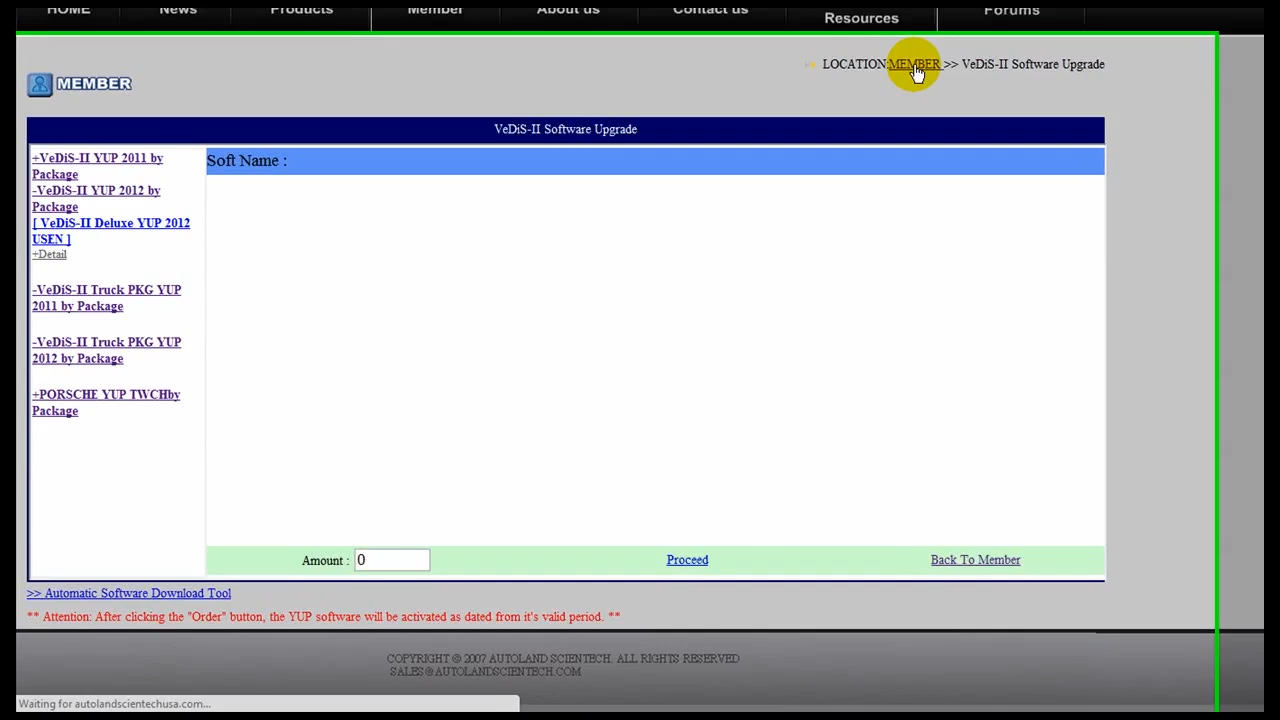 HOME News Products Member About us Contact us Resources Forums
LOCATION:MEMBER >> VeDiS-II Software Upgrade
MEMBER
VeDiS-II Software Upgrade
+VeDiS-II YUP 2011 by
Package
-VeDiS-II YUP 2012 by
Package
[ VeDiS-II Deluxe YUP 2012
USEN ]
+Detail
-VeDiS-II Truck PKG YUP
2011 by Package
-VeDiS-II Truck PKG YUP
2012 by Package
+PORSCHE YUP TWCHby
Package
Soft Name :
Amount : 0 Proceed Back To Member
>> Automatic Software Download Tool
** Attention: After clicking the "Order" button, the YUP software will be activated as dated from it's valid period. **
COPYRIGHT © 2007 AUTOLAND SCIENTECH. ALL RIGHTS RESERVED
SALES@AUTOLANDSCIENTECH.COM
Waiting for autolandscientechusa.com...